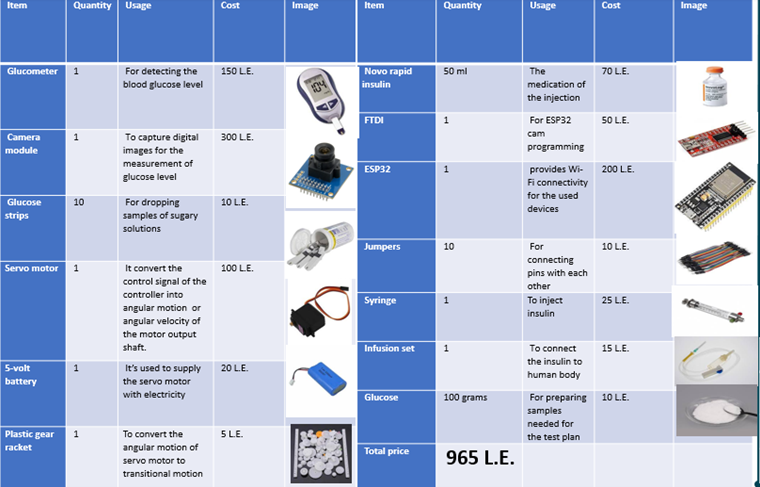 Item Quantity Usage Cost Image
Glucometer 1 For detecting the 150 L.E.
blood glucose level
Camera 1 To capture digital 300 L.E.
module images for the
measurement of
glucose level
Glucose 10 For dropping 10 L.E.
strips samples of sugary
solutions
Servo motor 1 It convert the 100 L.E.
control signal of the
controller into
angular motion or
angular velocity of
the motor output
shaft.
5-volt 1 It's used to supply 20 L.E.
battery the servo motor
with electricity
Plastic gear 1 To convert the 5 L.E.
racket angular motion of
servo motor to
transitional motion
Item Quantity Usage Cost Image
Novo rapid 50 ml The 70 L.E.
insulin medication of
the injection
FTDI 1 For ESP32 50 L.E.
cam
programming
ESP32 1 provides Wi- 200 L.E.
Fi connectivity
for the used
devices
Jumpers 10 For 10 L.E.
connecting
pins with each
other
Syringe 1 To inject 25 L.E.
insulin
Infusion set 1 To connect 15 L.E.
the insulin to
human body
Glucose 100 grams For preparing 10 L.E.
samples
needed for
the test plan
Total price 965 L.E.
104